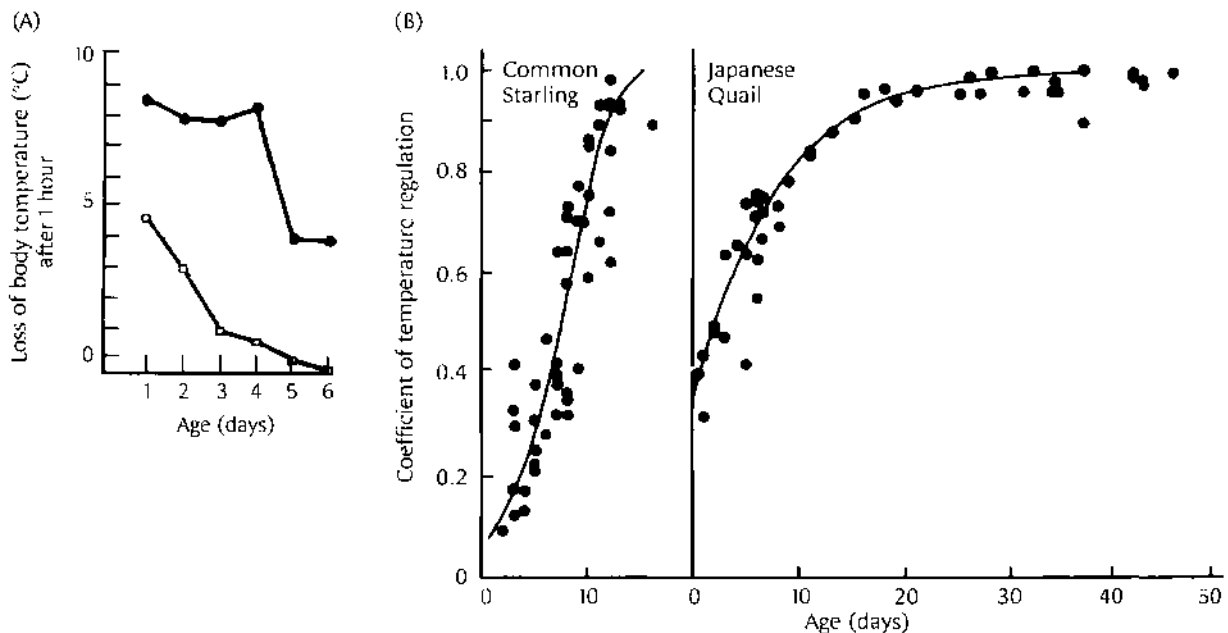 (A)
10
5
0
Loss of body temperature (°C)
after 1 hour
1 2 3 4 5 6
Age (days)
(B)
Common
Starling
Japanese
Quail
1.0
0.8
0.6
0.4
0.2
0
Coefficient of temperature regulation
0 10 0 10 20 30 40 50
Age (days)